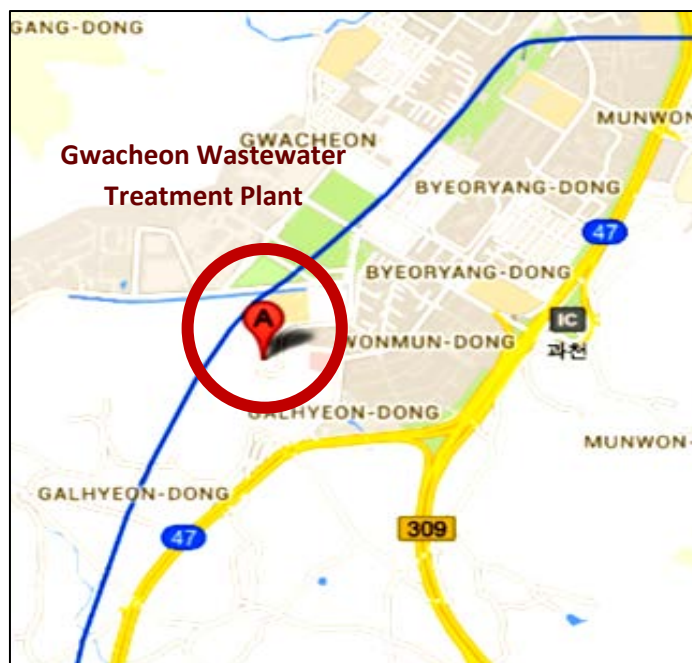 GANG-DONG
MUNWON
GWACHEON
Gwacheon Wastewater
Treatment Plant
BYEORYANG-DONG
47
BYEORYANG-DONG
IC
과천
A
WONMUN-DONG
GALHYEON-DONG
MUNWON-
GALHYEON-DONG
309
47